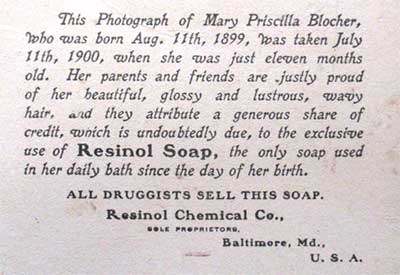 This Photograph of Mary Priscilla Blocher,
Who was born Aug. 11th, 1899, Was taken July
11th, 1900, when she was just eleven months
old. Her parents and friends are justly proud
of her beautiful, glossy and lustrous, wavy
hair, and they attribute a generous share of
credit, which is undoubtedly due, to the exclusive
use of Resinol Soap, the only soap used
in her daily bath since the day of her birth.
ALL DRUGGISTS SELL THIS SOAP.
Resinol Chemical Co.,
SOLE PROPRIETORS,
Baltimore, Md.,
U. S. A.